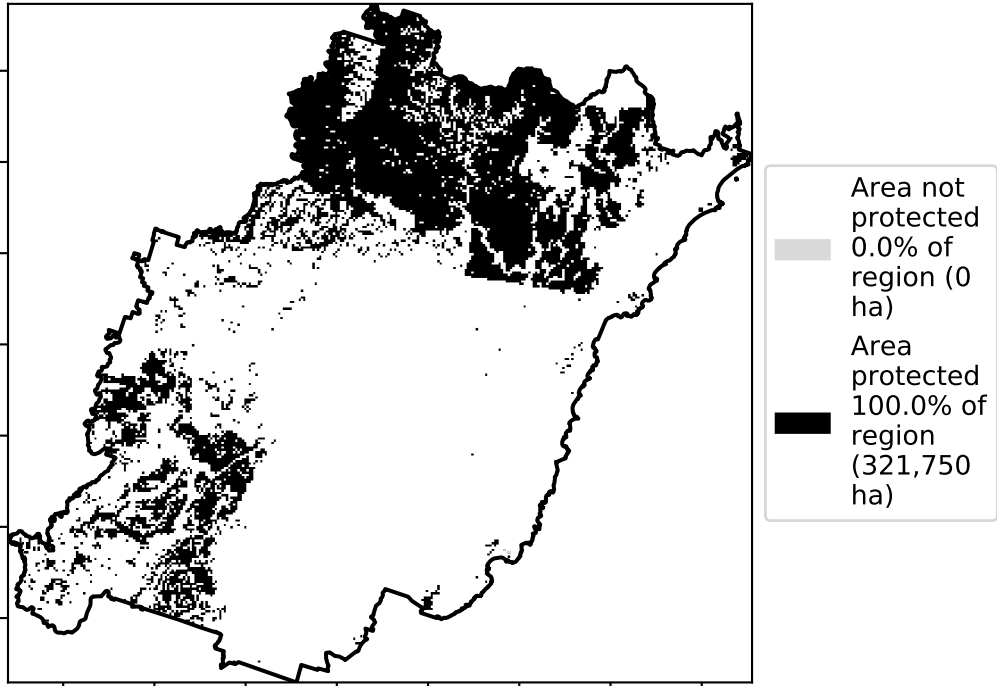 Area not
protected
0.0% of
region (0
ha)
Area
protected
100.0% of
region
(321,750
ha)